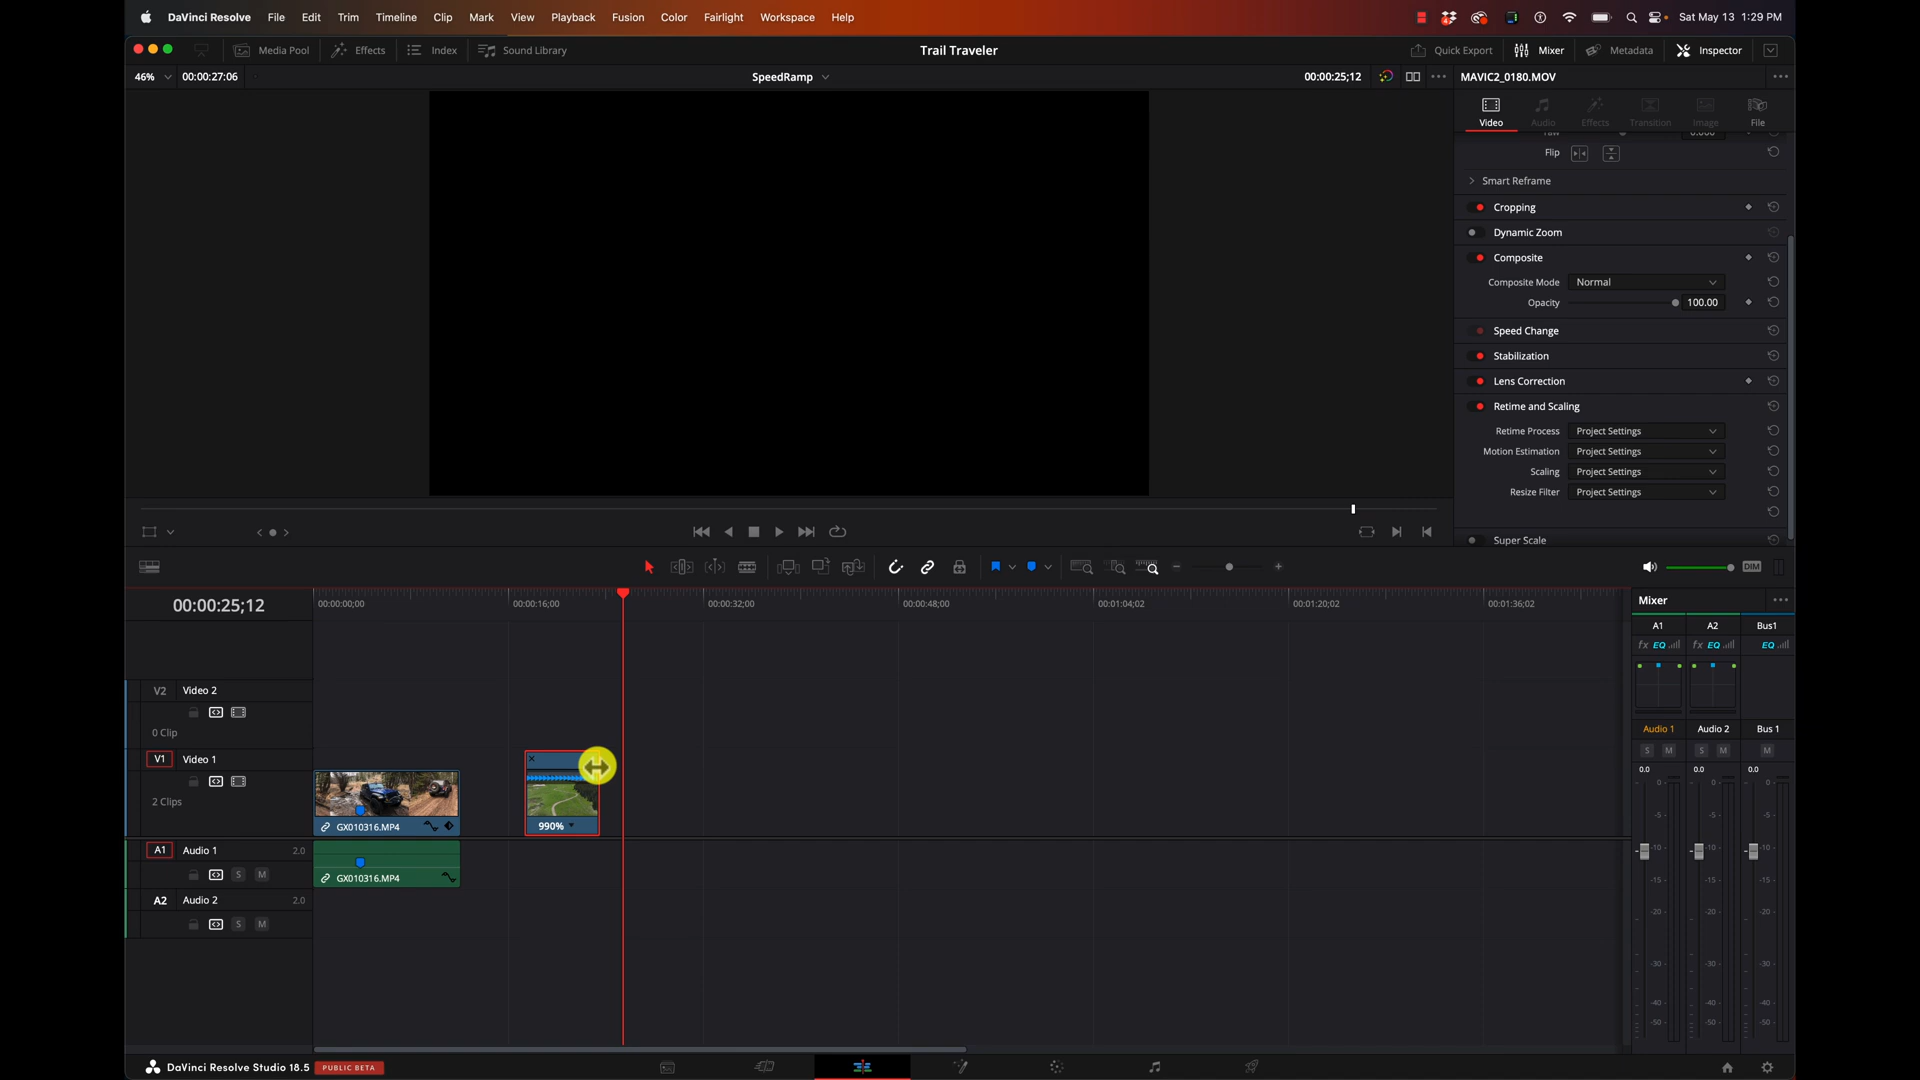 DaVinci Resolve File Edit Trim Timeline Clip Mark View Playback Fusion Color Fairlight Workspace Help
Sat May 13 1:29 PM
Media Pool Effects Index Sound Library
Trail Traveler
Quick Export Mixer Metadata Inspector
46% 00:00:27:06
SpeedRamp
00:00:25;12
MAVIC2_0180.MOV
Video Audio Effects Transition Image File
Yaw 0.000
Flip
Smart Reframe
Cropping
Dynamic Zoom
Composite
Composite Mode Normal
Opacity 100.00
Speed Change
Stabilization
Lens Correction
Retime and Scaling
Retime Process Project Settings
Motion Estimation Project Settings
Scaling Project Settings
Resize Filter Project Settings
Super Scale
DIM
00:00:25;12
00:00:00;00 00:00:16;00 00:00:32;00 00:00:48;00 00:01:04;02 00:01:20;02 00:01:36;02
V2 Video 2
0 Clip
V1 Video 1
2 Clips
GX010316.MP4
990%
A1 Audio 1 2.0
S M
GX010316.MP4
A2 Audio 2 2.0
S M
Mixer
A1 A2 Bus1
fx EQ fx EQ EQ
Audio 1 Audio 2 Bus 1
S M S M M
0.0 0.0 0.0
0 0 0
-5 -5 -5
-10 -10 -10
-15 -15 -15
-20 -20 -20
-30 -30 -30
-40 -40 -40
-50 -50 -50
DaVinci Resolve Studio 18.5 PUBLIC BETA